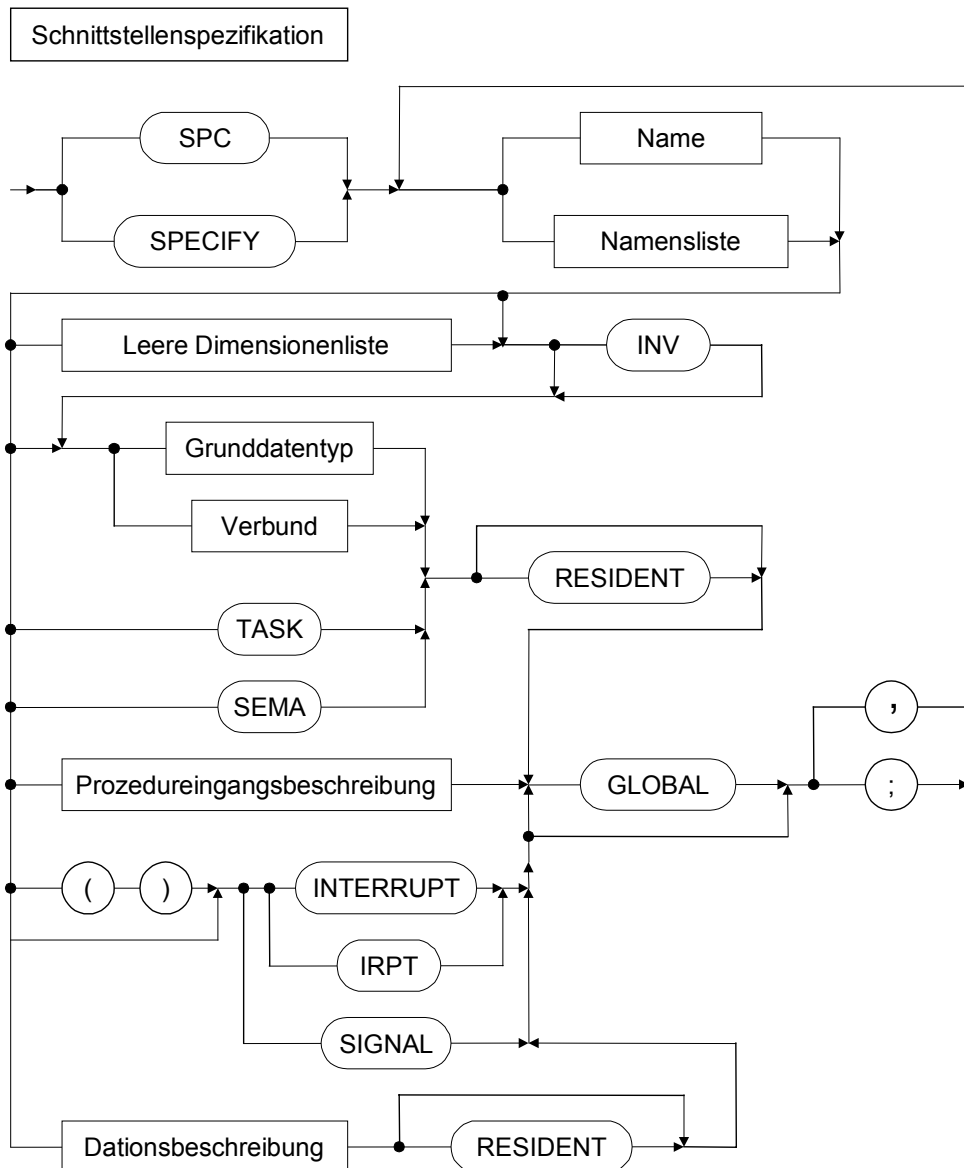 Schnittstellenspezifikation
SPC
Name
SPECIFY
Namensliste
Leere Dimensionenliste
INV
Grunddatentyp
Verbund
RESIDENT
TASK
SEMA
,
Prozedureingangsbeschreibung
GLOBAL
;
( )
INTERRUPT
IRPT
SIGNAL
Dationsbeschreibung
RESIDENT